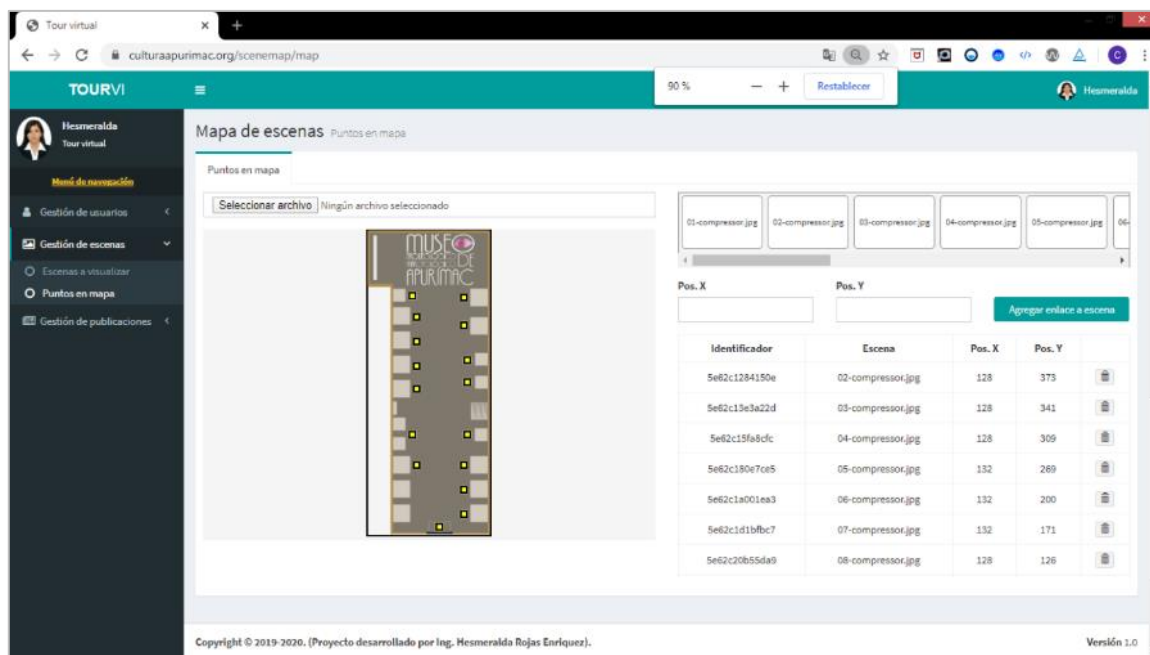 Tour virtual
culturaapurimac.org/scenemap/map
90 %
Restablecer
TOURVI
Hesmeralda
Hesmeralda
Tour virtual
Menú de navegación
Gestión de usuarios
Gestión de escenas
Escenas a visualizar
Puntos en mapa
Gestión de publicaciones
Mapa de escenas Puntos en mapa
Puntos en mapa
Seleccionar archivo Ningún archivo seleccionado
MUSEO
DE
APURIMAC
01-compressor.jpg 02-compressor.jpg 03-compressor.jpg 04-compressor.jpg 05-compressor.jpg 06-
Pos. X Pos. Y
Agregar enlace a escena
Identificador Escena Pos. X Pos. Y
5e62c1284150e 02-compressor.jpg 128 373
5e62c13e3a22d 03-compressor.jpg 128 341
5e62c15fa8cfc 04-compressor.jpg 128 309
5e62c180e7ce5 05-compressor.jpg 132 269
5e62c1a001ea3 06-compressor.jpg 132 200
5e62c1d1bfbc7 07-compressor.jpg 132 171
5e62c20b55da9 08-compressor.jpg 128 126
Copyright © 2019-2020. (Proyecto desarrollado por Ing. Hesmeralda Rojas Enriquez).
Versión 1.0